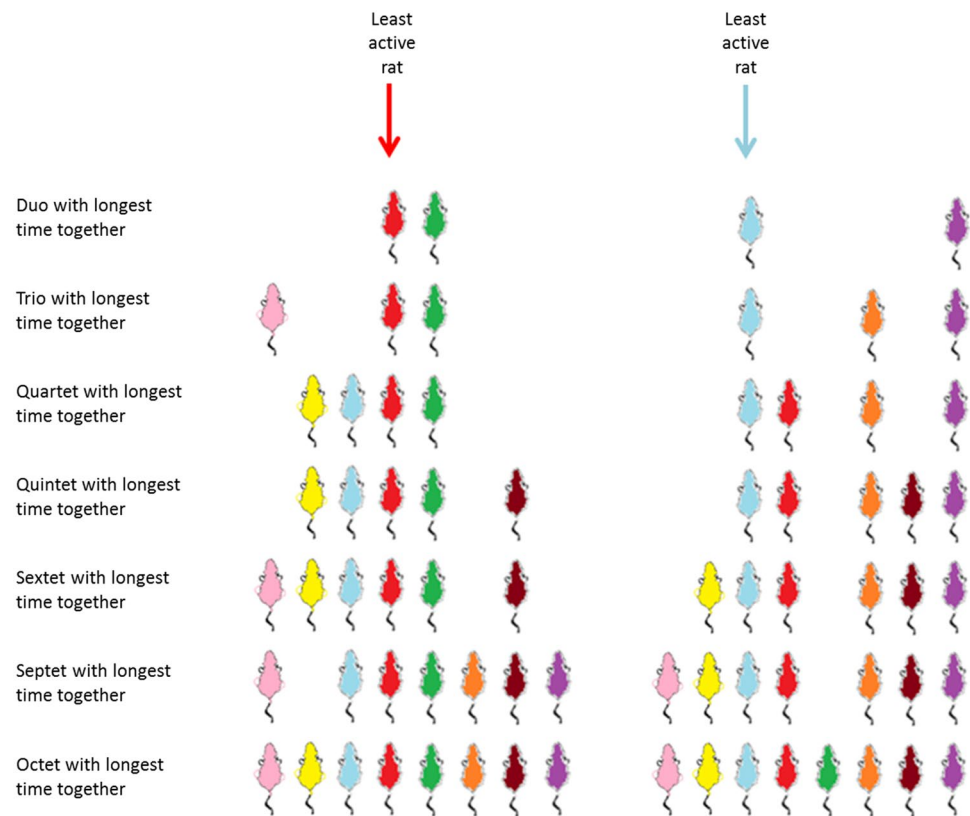 Least
active
rat
Least
active
rat
Duo with longest
time together
Trio with longest
time together
Quartet with longest
time together
Quintet with longest
time together
Sextet with longest
time together
Septet with longest
time together
Octet with longest
time together